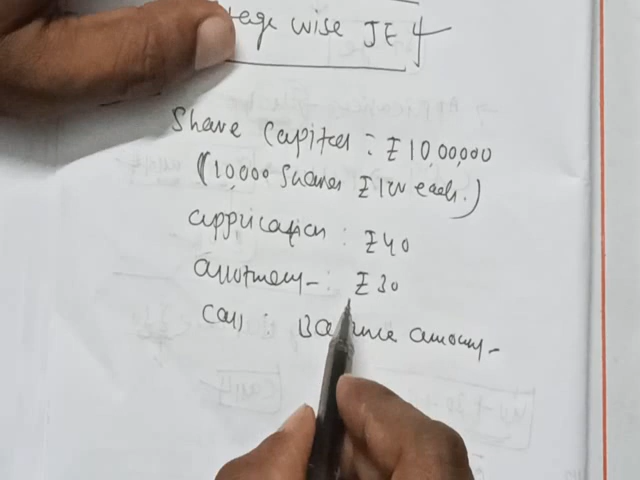 tage wise JE
Share Capital : ₹10,00,000
(10,000 Shares ₹100 each.)
application : ₹40
allotment - : ₹30
Call : Balance amount -